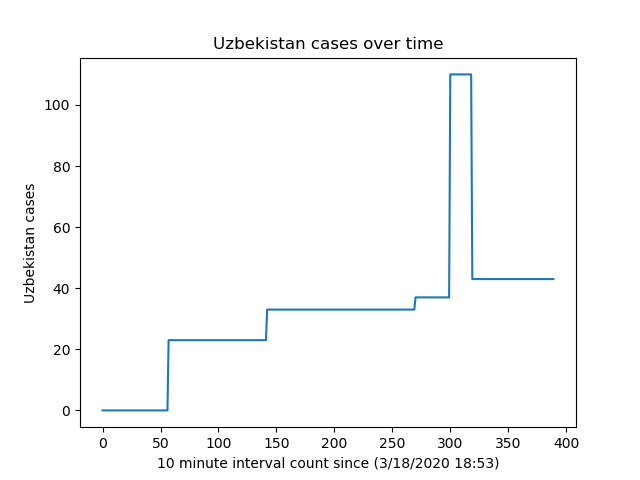 Uzbekistan cases over time
Uzbekistan cases
100
80
60
40
20
0
0 50 100 150 200 250 300 350 400
10 minute interval count since (3/18/2020 18:53)